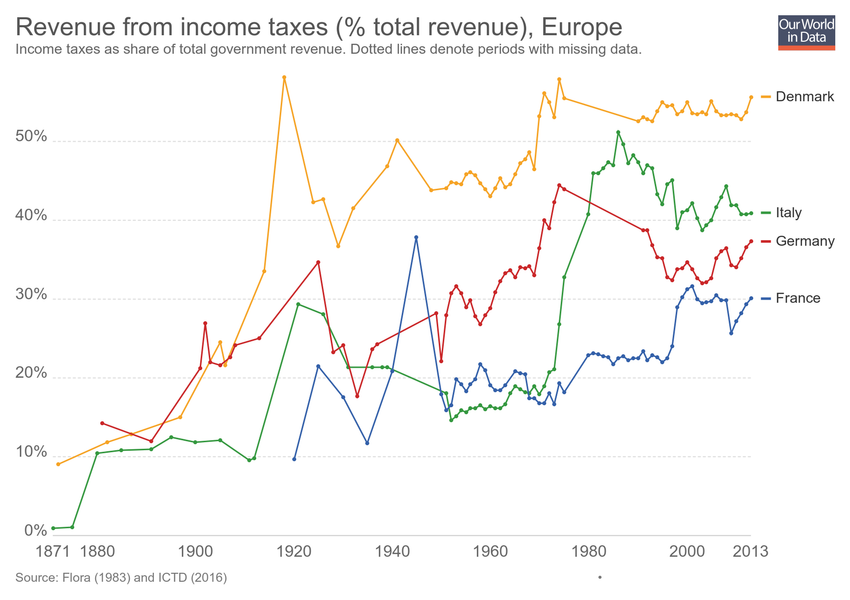 Revenue from income taxes (% total revenue), Europe
Income taxes as share of total government revenue. Dotted lines denote periods with missing data.
Our World
in Data
Denmark
50%
40%
Italy
Germany
30%
France
20%
10%
0%
1871 1880 1900 1920 1940 1960 1980 2000 2013
Source: Flora (1983) and ICTD (2016)